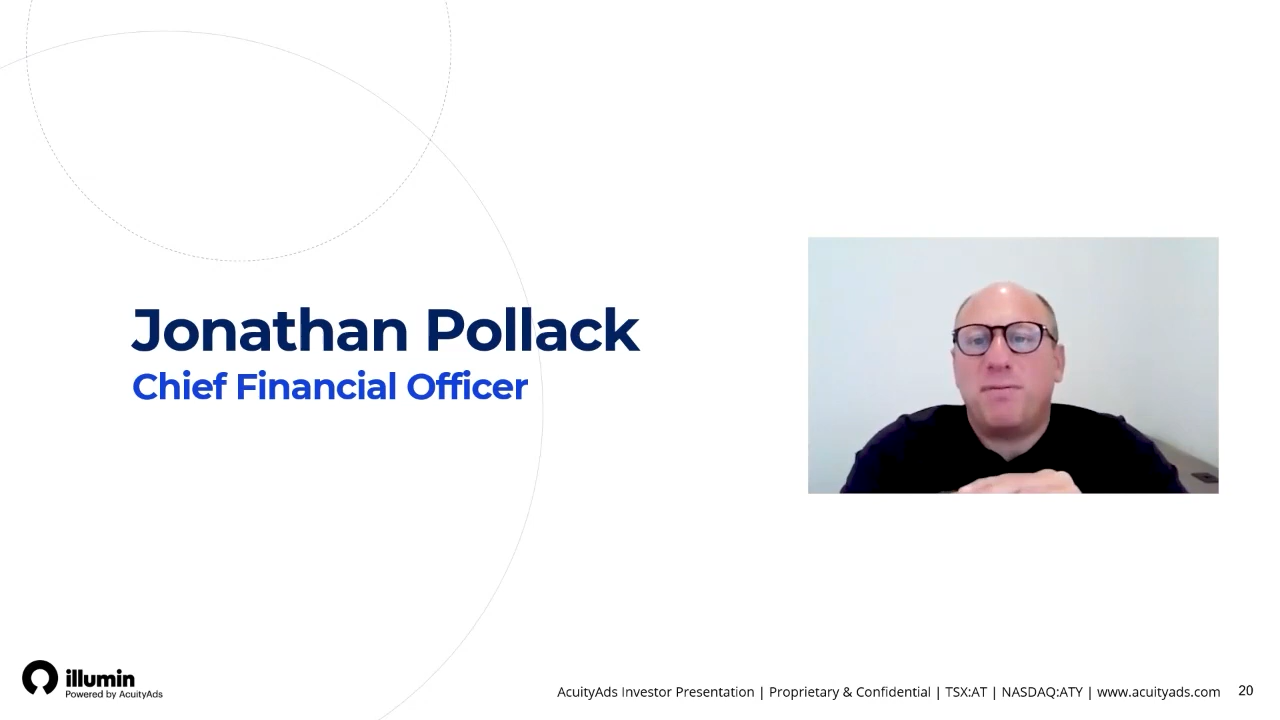 Jonathan Pollack
Chief Financial Officer
illumin
Powered by AcuityAds
AcuityAds Investor Presentation | Proprietary & Confidential | TSX:AT | NASDAQ:ATY | www.acuityads.com 20